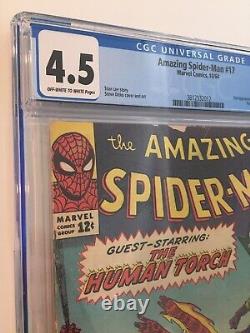 CGC UNIVERSAL GRADE
4.5
OFF-WHITE TO WHITE Pages
Amazing Spider-Man #17
Marvel Comics, 10/64
Stan Lee story
Steve Ditko cover and art
the AMAZING
SPIDER-M
MARVEL
COMICS
GROUP
12¢
GUEST-STARRING:
THE
HUMAN TORCH